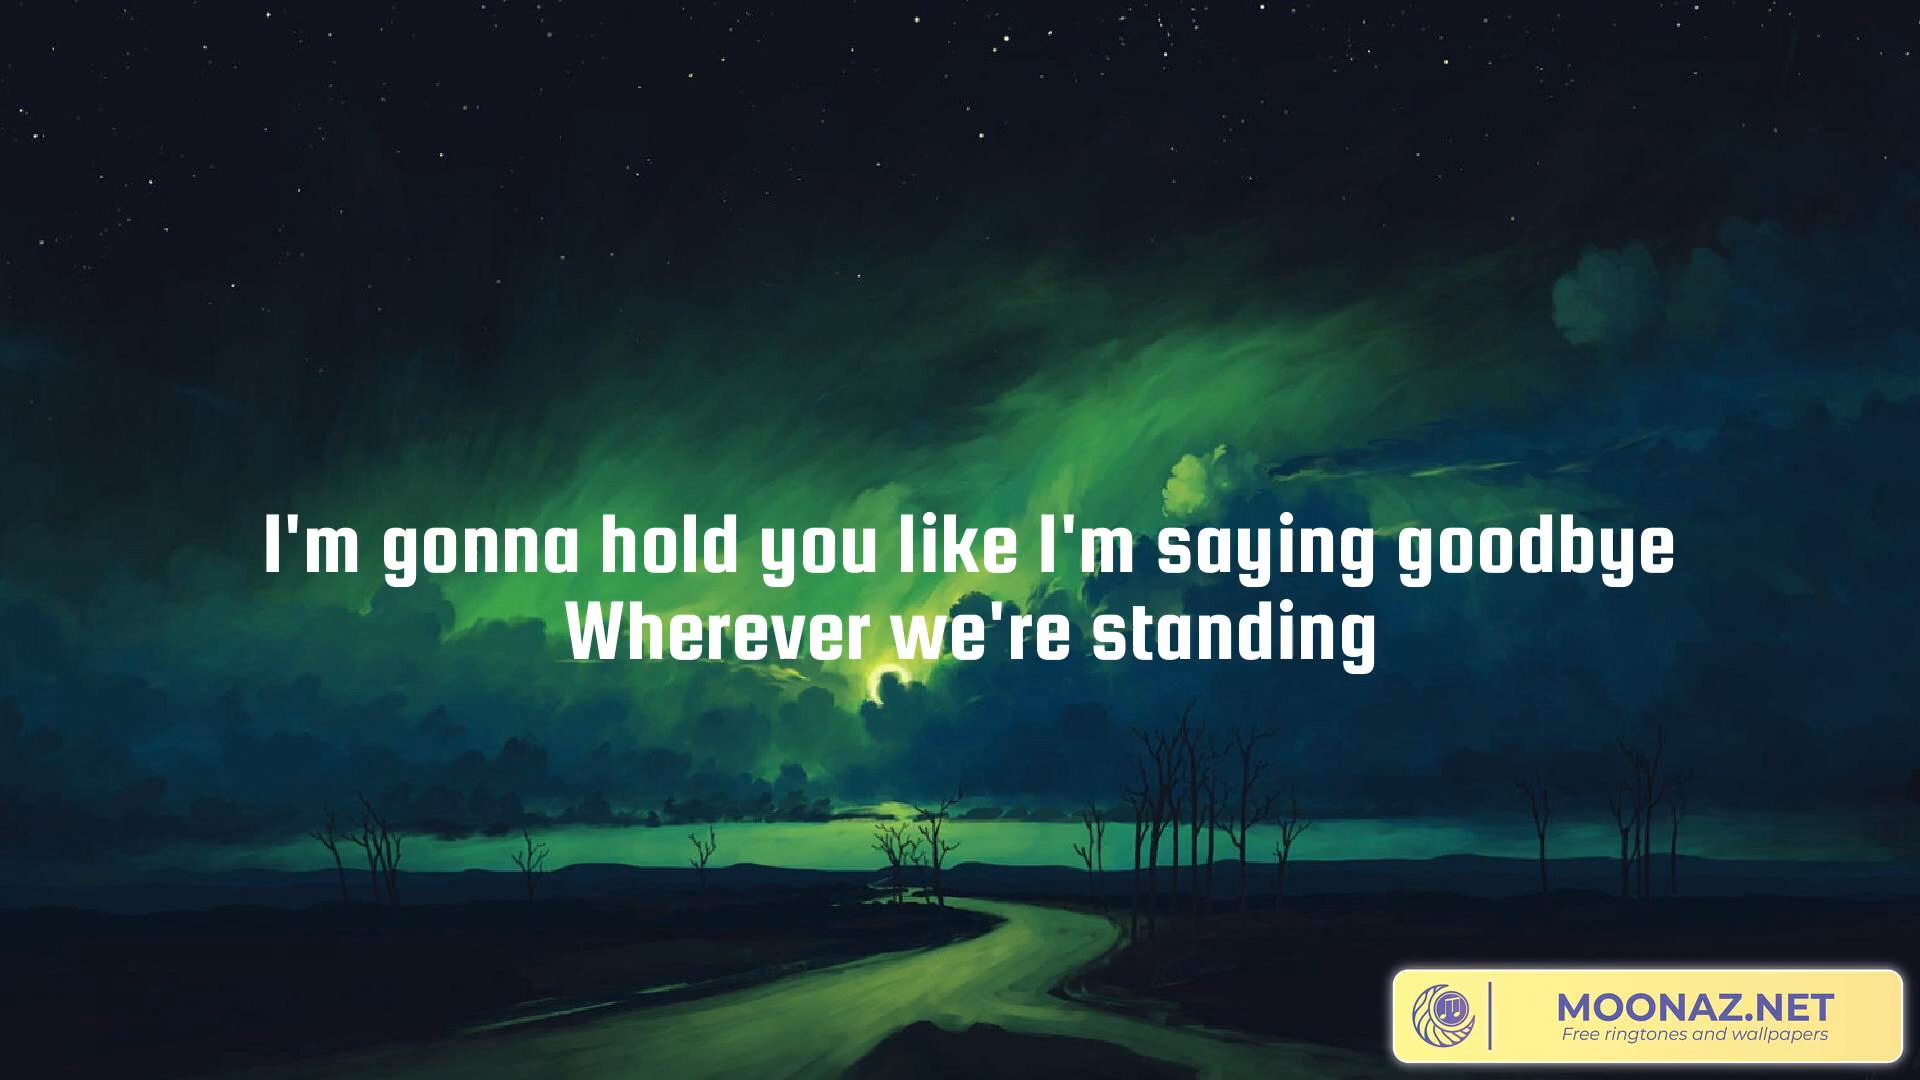 I'm gonna hold you like I'm saying goodbye
Wherever we're standing
MOONAZ.NET
Free ringtones and wallpapers